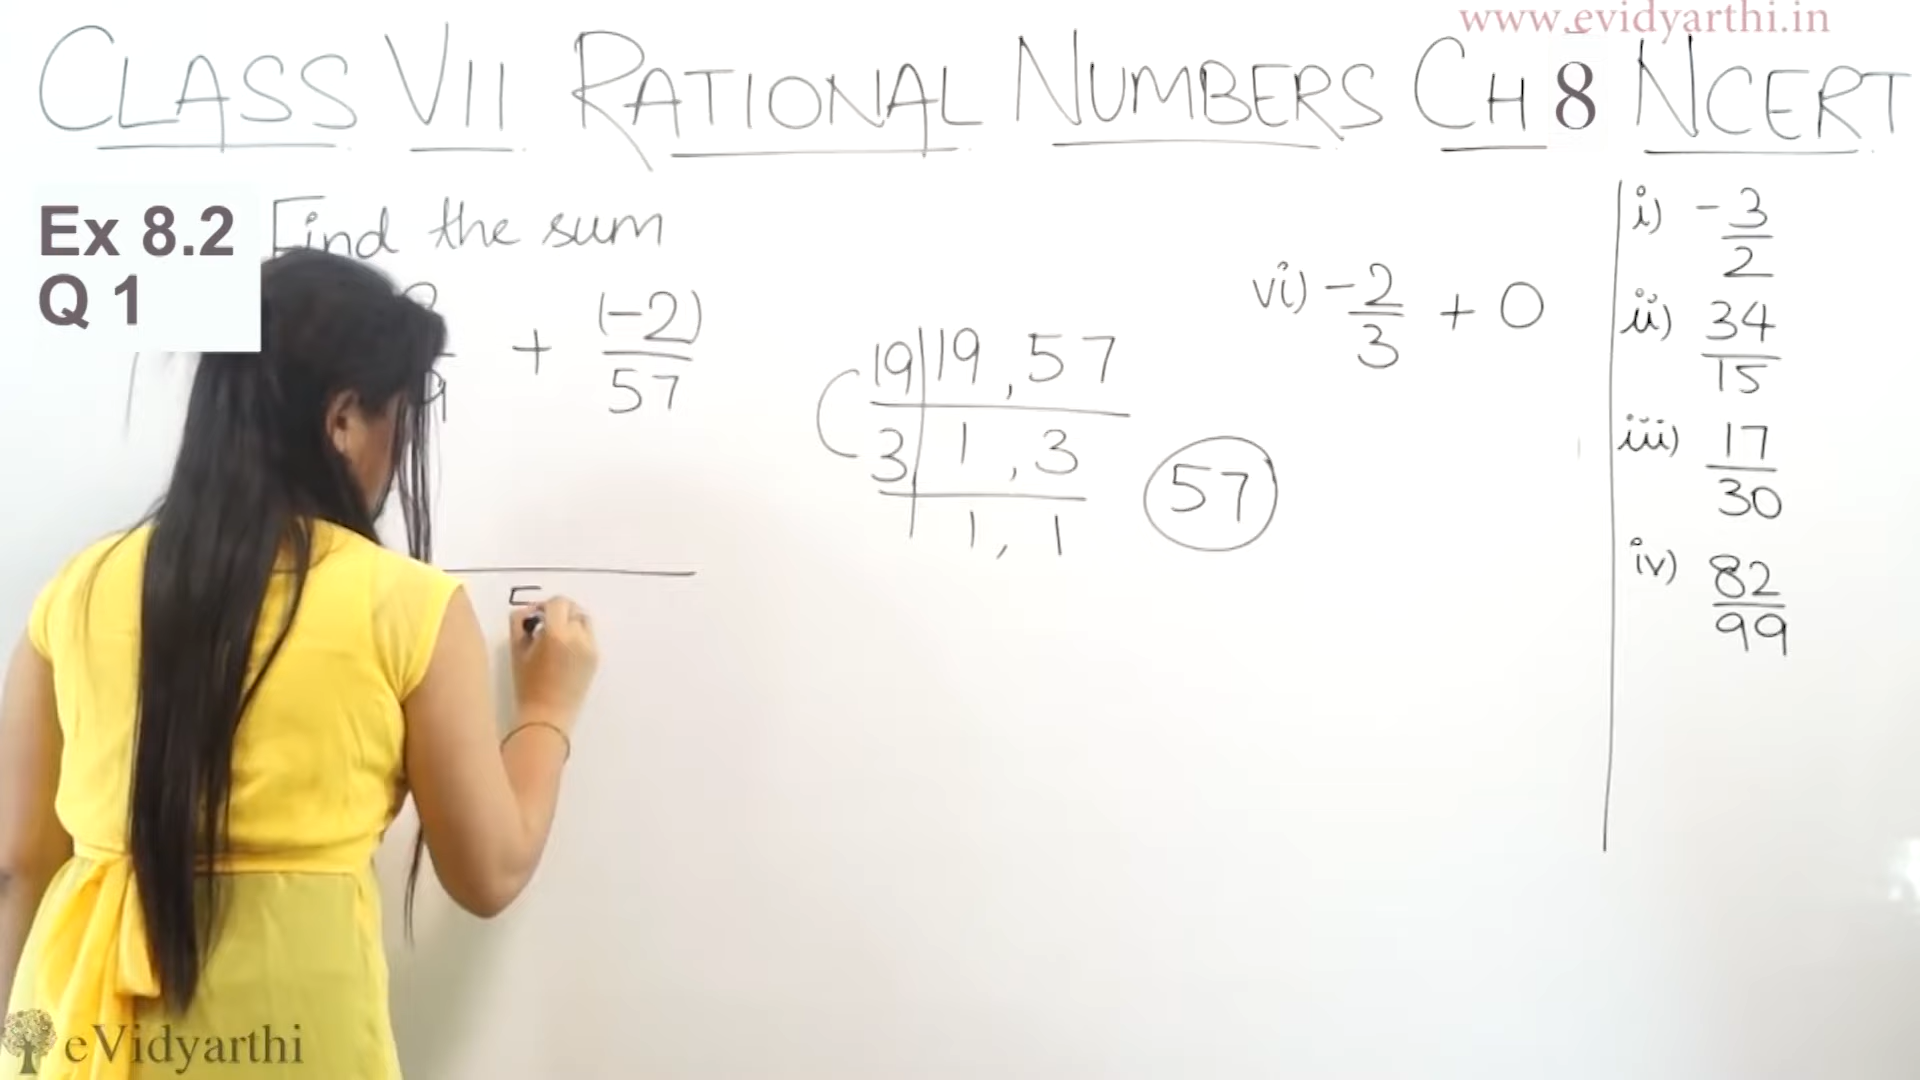 www.evidyarthi.in
CLASS VII RATIONAL NUMBERS CH 8 NCERT
Ex 8.2
Q 1
Find the sum
+ (-2)/57
19 | 19, 57
3 | 1, 3
1, 1
57
5
vi) -2/3 + 0
i) -3/2
ii) 34/15
iii) 17/30
iv) 82/99
eVidyarthi